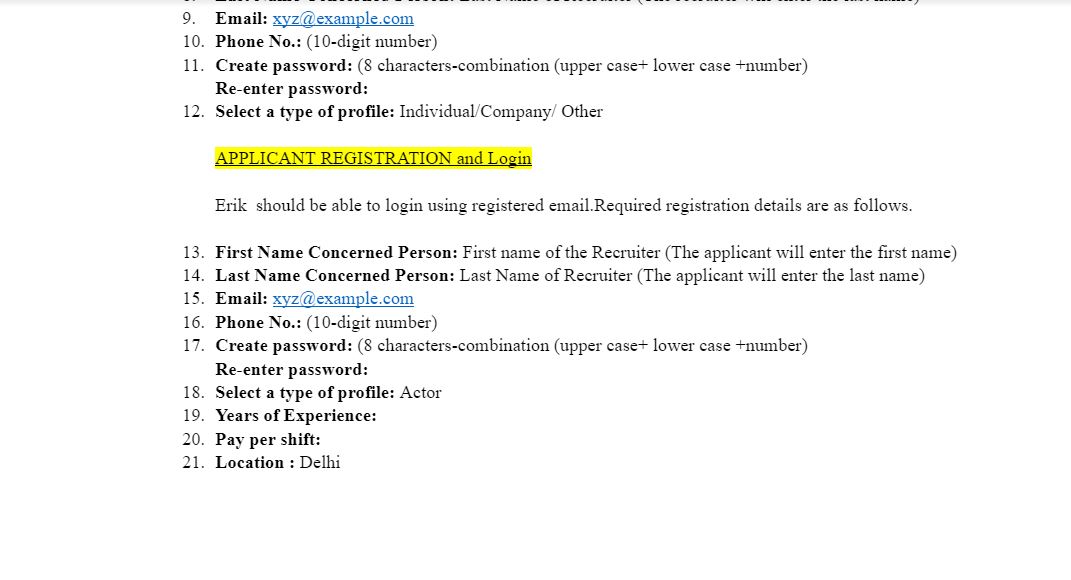 9. Email: xyz@example.com
10. Phone No.: (10-digit number)
11. Create password: (8 characters-combination (upper case+ lower case +number)
Re-enter password:
12. Select a type of profile: Individual/Company/ Other
APPLICANT REGISTRATION and Login
Erik  should be able to login using registered email.Required registration details are as follows.
13. First Name Concerned Person: First name of the Recruiter (The applicant will enter the first name)
14. Last Name Concerned Person: Last Name of Recruiter (The applicant will enter the last name)
15. Email: xyz@example.com
16. Phone No.: (10-digit number)
17. Create password: (8 characters-combination (upper case+ lower case +number)
Re-enter password:
18. Select a type of profile: Actor
19. Years of Experience:
20. Pay per shift:
21. Location : Delhi